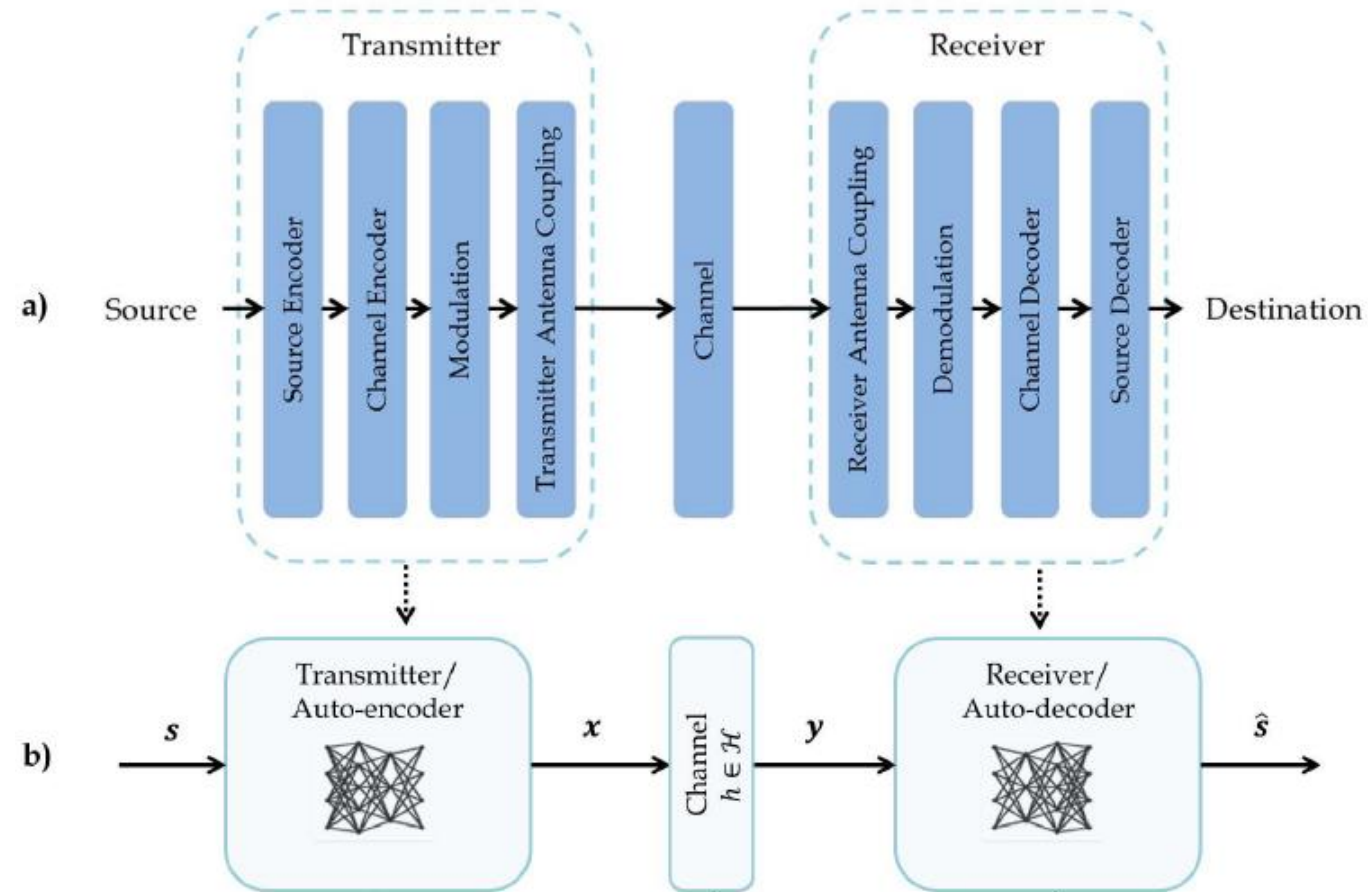 Transmitter
Receiver
a)
Source
Source Encoder
Channel Encoder
Modulation
Transmitter Antenna Coupling
Channel
Receiver Antenna Coupling
Demodulation
Channel Decoder
Source Decoder
Destination
b)
s
Transmitter/
Auto-encoder
x
Channel
h ∈ ℋ
y
Receiver/
Auto-decoder
ŝ